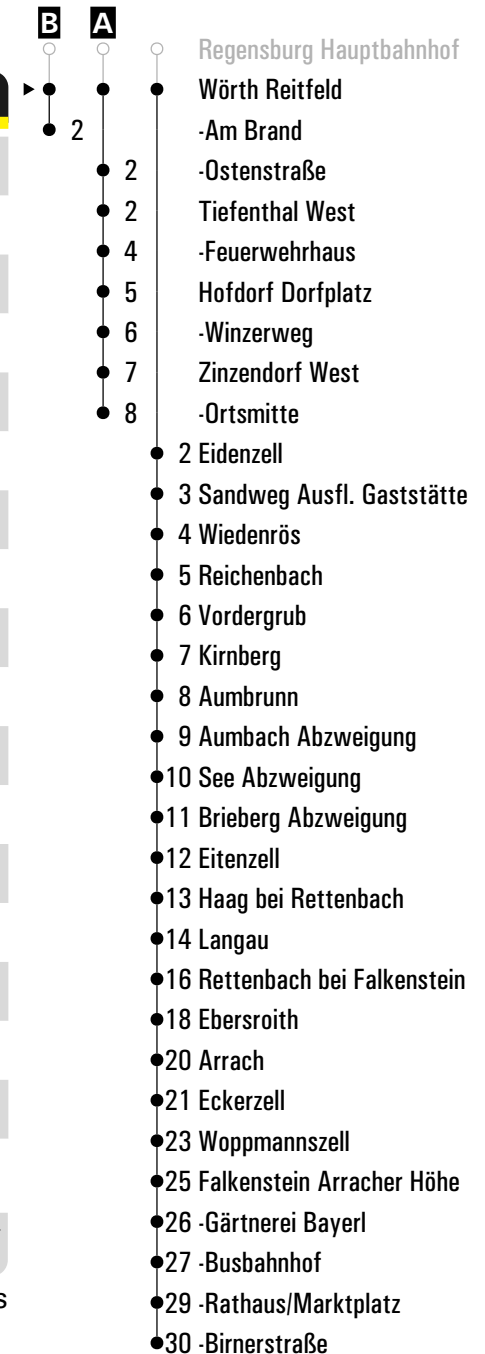 B A
Regensburg Hauptbahnhof
Wörth Reitfeld
2 -Am Brand
2 -Ostenstraße
2 Tiefenthal West
4 -Feuerwehrhaus
5 Hofdorf Dorfplatz
6 -Winzerweg
7 Zinzendorf West
8 -Ortsmitte
2 Eidenzell
3 Sandweg Ausfl. Gaststätte
4 Wiedenrös
5 Reichenbach
6 Vordergrub
7 Kirnberg
8 Aumbrunn
9 Aumbach Abzweigung
10 See Abzweigung
11 Brieberg Abzweigung
12 Eitenzell
13 Haag bei Rettenbach
14 Langau
16 Rettenbach bei Falkenstein
18 Ebersroith
20 Arrach
21 Eckerzell
23 Woppmannszell
25 Falkenstein Arracher Höhe
26 -Gärtnerei Bayerl
27 -Busbahnhof
s
29 -Rathaus/Marktplatz
30 -Birnerstraße